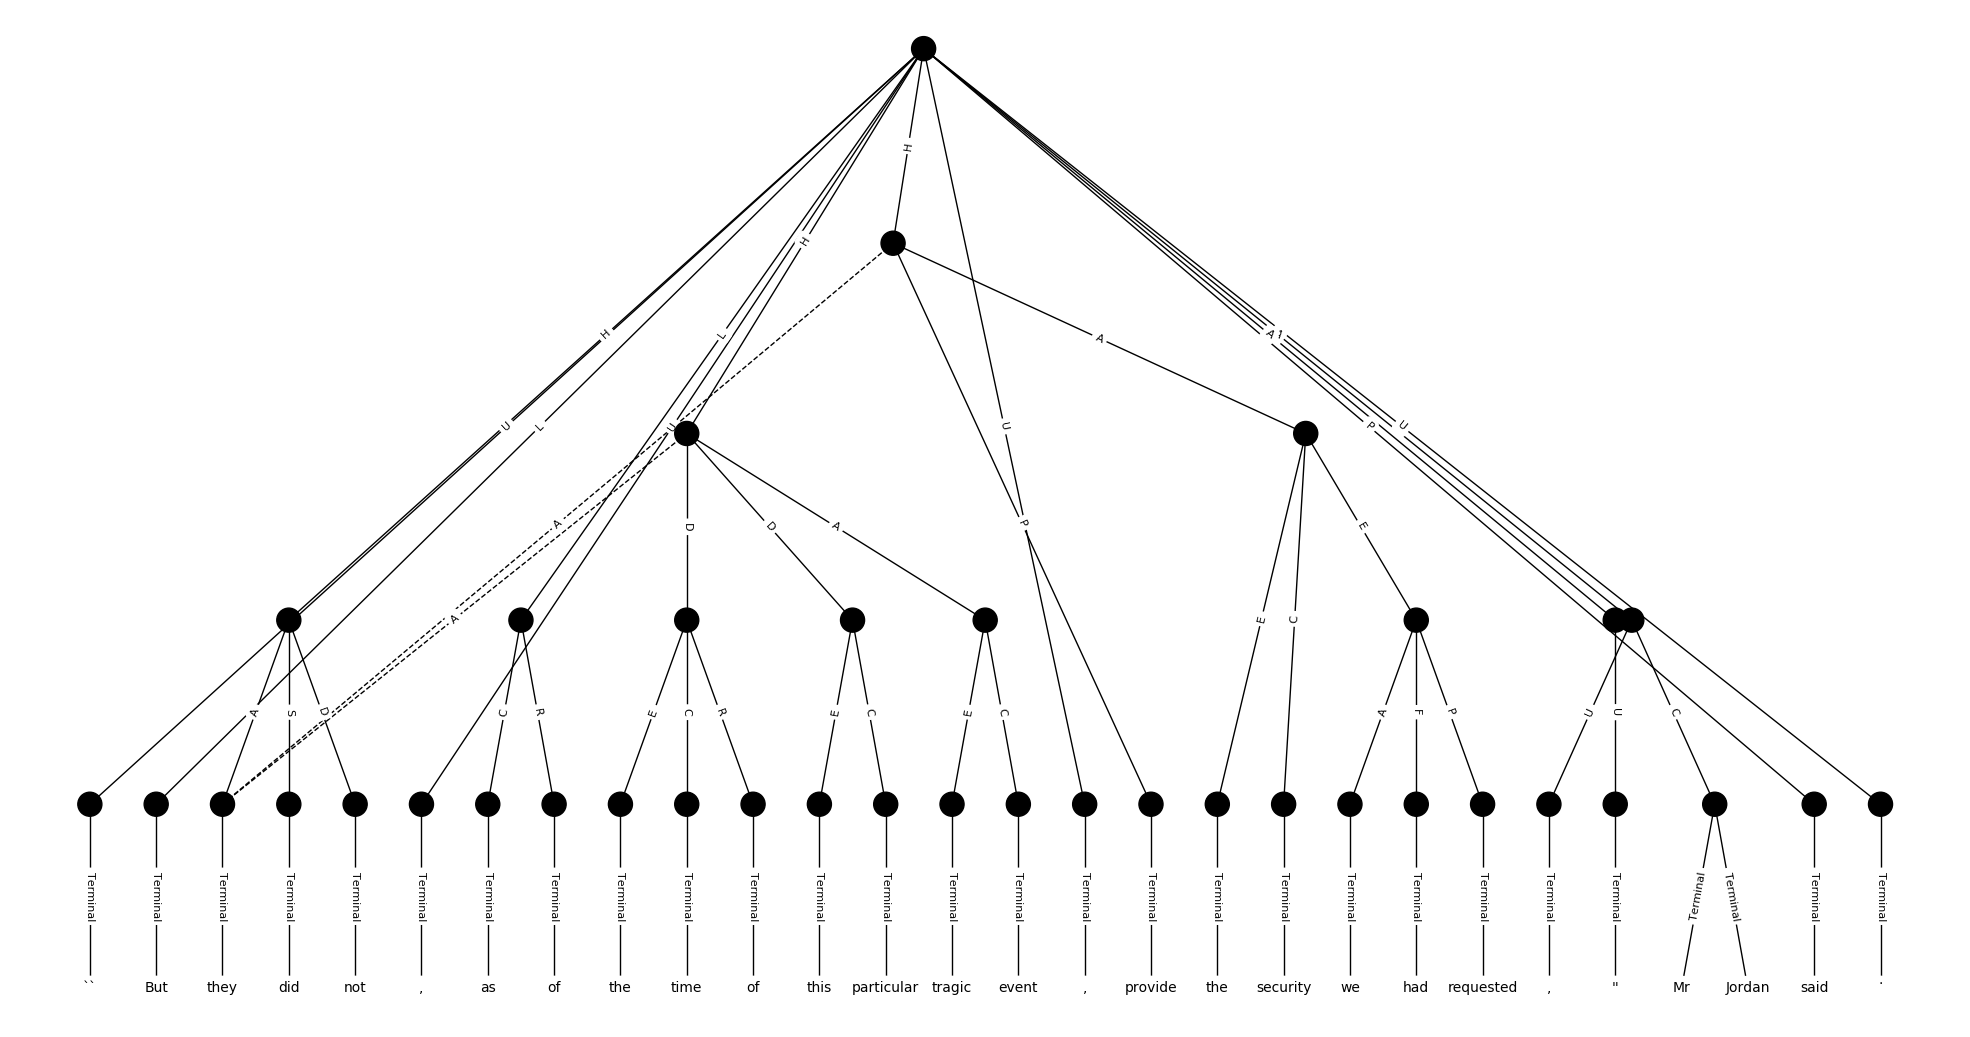 H
H
H
L
A 1
A
U
L
U
U
P
U
A
P
D
D
A
E
A
E
C
A
S
D
C
R
E
C
R
E
C
E
C
A
F
P
U
U
C
Terminal Terminal Terminal Terminal Terminal Terminal Terminal Terminal Terminal Terminal Terminal Terminal Terminal Terminal Terminal Terminal Terminal Terminal Terminal Terminal Terminal Terminal Terminal Terminal Terminal Terminal Terminal Terminal
`` But they did not , as of the time of this particular tragic event , provide the security we had requested , " Mr Jordan said .